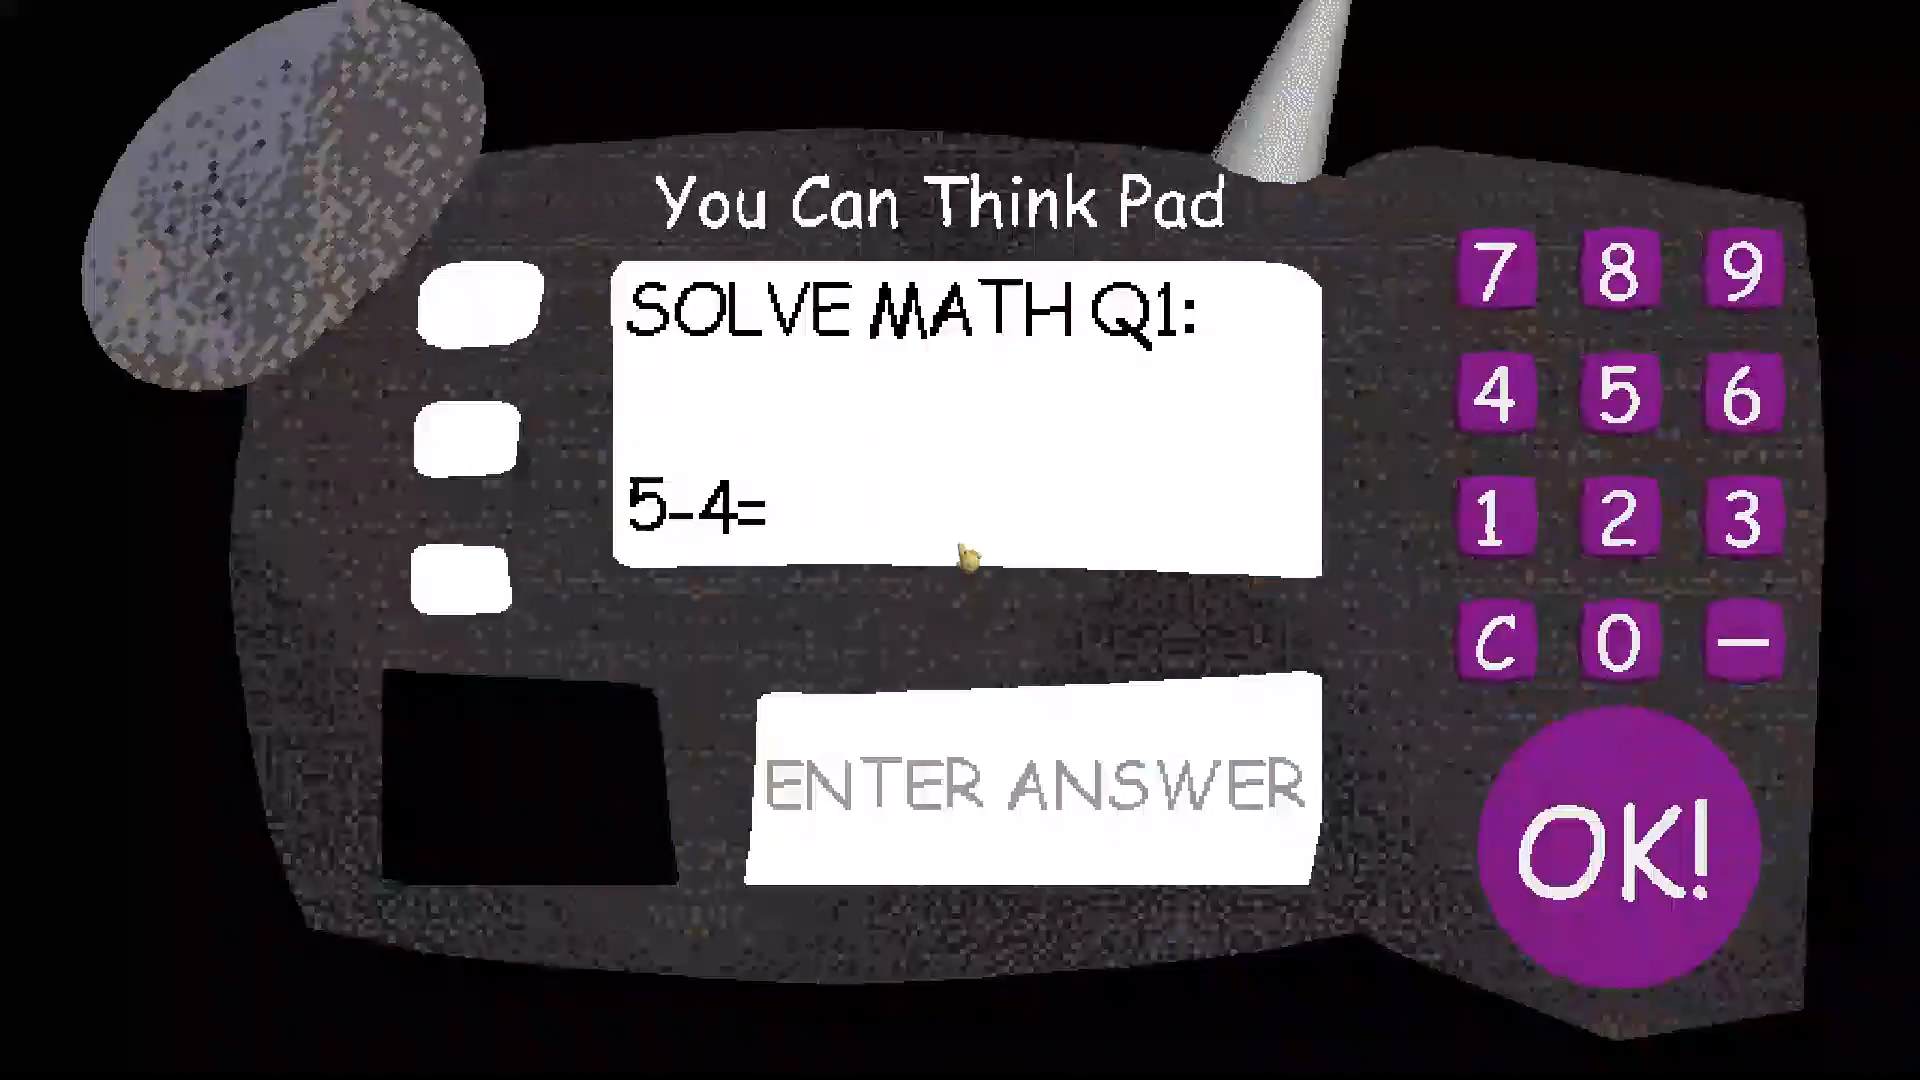 You Can Think Pad
SOLVE MATH Q1:
5-4=
ENTER ANSWER
7 8 9
4 5 6
1 2 3
C 0 —
OK!